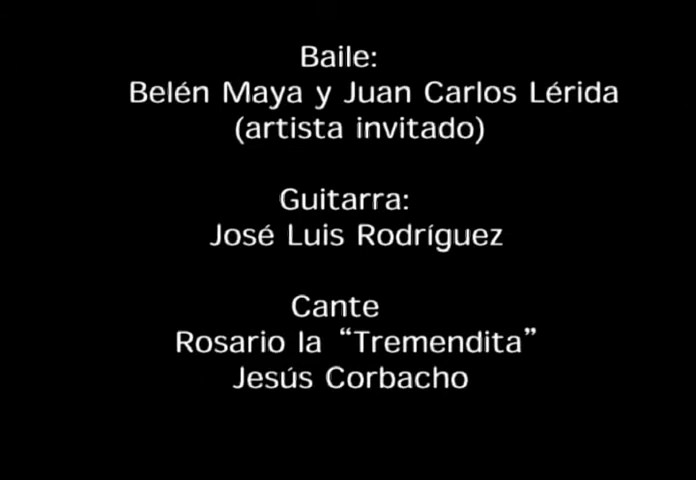 Baile:
Belén Maya y Juan Carlos Lérida
(artista invitado)
Guitarra:
José Luis Rodríguez
Cante
Rosario la “Tremendita”
Jesús Corbacho